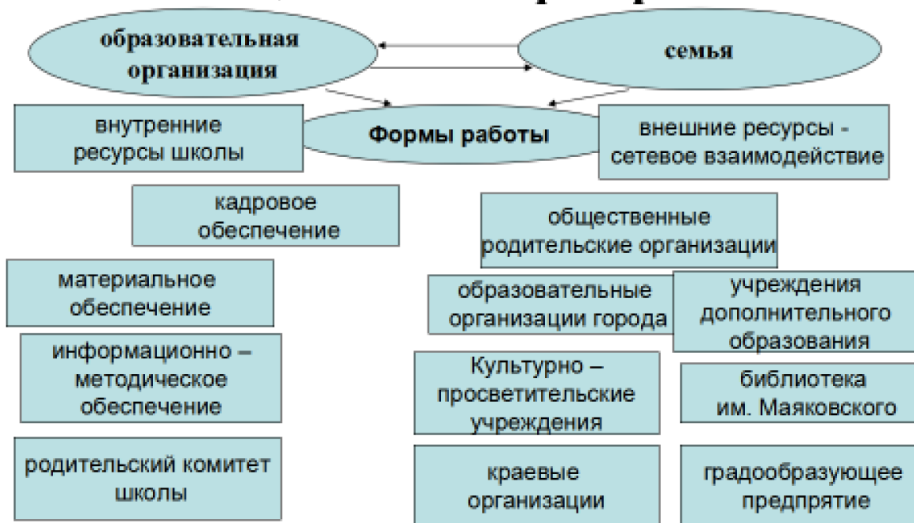 образовательная
организация
семья
Формы работы
внутренние
ресурсы школы
внешние ресурсы -
сетевое взаимодействие
кадровое
обеспечение
общественные
родительские организации
материальное
обеспечение
образовательные
организации города
учреждения
дополнительного
образования
информационно –
методическое
обеспечение
Культурно –
просветительские
учреждения
библиотека
им. Маяковского
родительский комитет
школы
краевые
организации
градообразующее
предпрятие